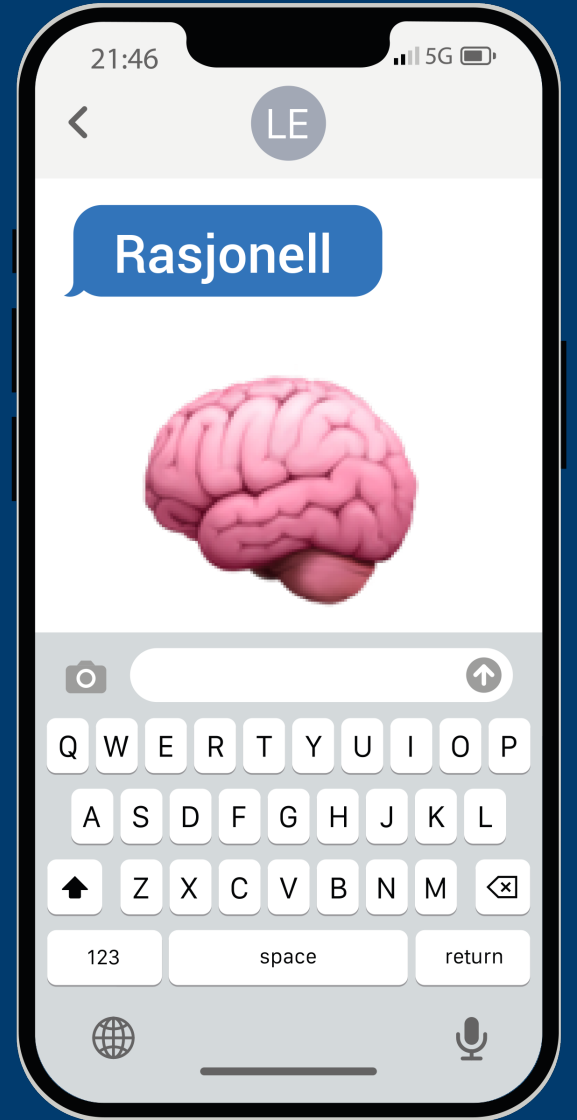 21:46 5G
LE
Rasjonell
Q W E R T Y U I O P
A S D F G H J K L
Z X C V B N M
123 space return